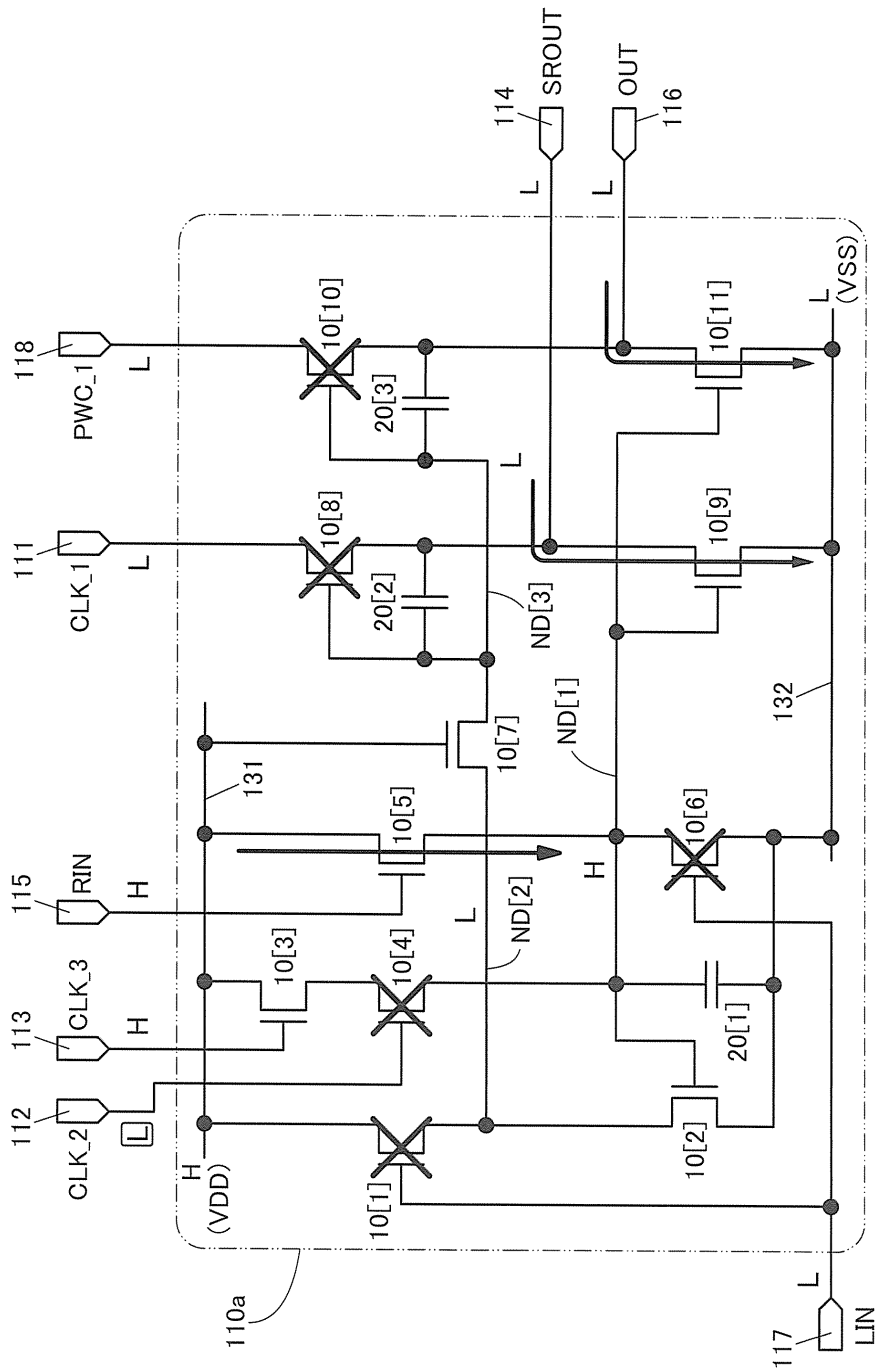 118
PWC_1
L
111
CLK_1
L
115
RIN
H
113
CLK_3
H
112
CLK_2
L
H
(VDD)
131
10[1]
10[3]
10[4]
10[5]
10[7]
10[8]
10[10]
20[2]
20[3]
L
ND[2]
ND[3]
L
114
SROUT
L
116
OUT
L
ND[1]
H
10[2]
20[1]
10[6]
10[9]
10[11]
132
L
(VSS)
110a
L
117
LIN